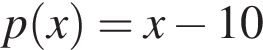 p(x) = x − 10